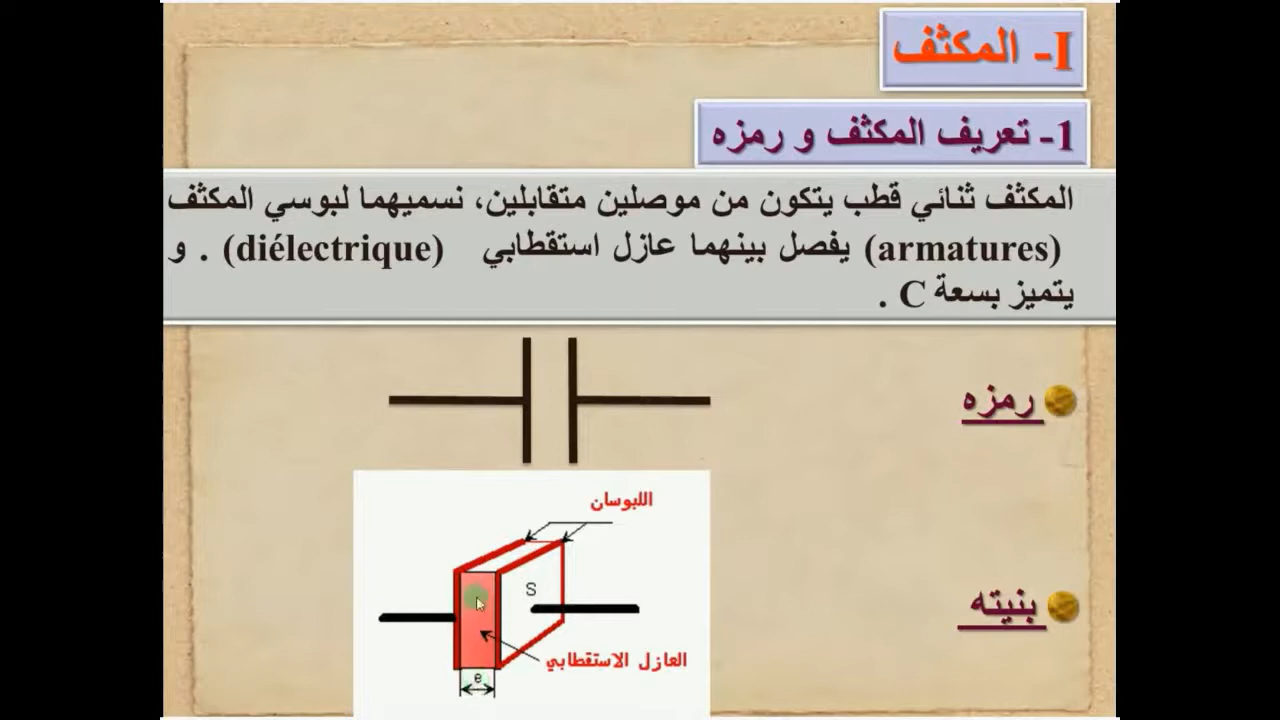 I- المكثف
1- تعريف المكثف و رمزه
المكثف ثنائي قطب يتكون من موصلين متقابلين، نسميهما لبوسي المكثف
(armatures) يفصل بينهما عازل استقطابي (diélectrique) . و
يتميز بسعة C .
رمزه
بنيته
اللبوسان
S
العازل الاستقطابي
e